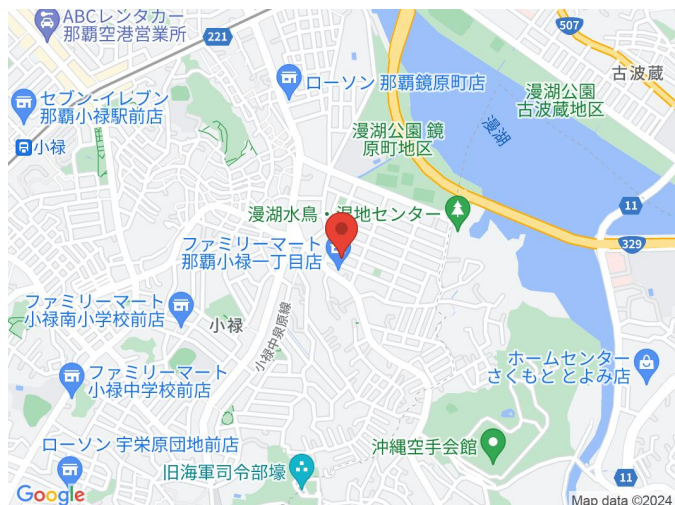 ABCレンタカー
那覇空港営業所
221
507
古波蔵
ローソン 那覇鏡原町店
漫湖公園
古波蔵地区
セブン-イレブン
那覇小禄駅前店
漫湖
漫湖公園 鏡
原町地区
小禄
11
漫湖水鳥・湿地センター
329
ファミリーマート
那覇小禄一丁目店
ファミリーマート
小禄南小学校前店
小禄
小禄中泉原線
ホームセンター
さくもと とよみ店
ファミリーマート
小禄中学校前店
沖縄空手会館
ローソン 宇栄原団地前店
旧海軍司令部壕
11
Google
Map data ©2024